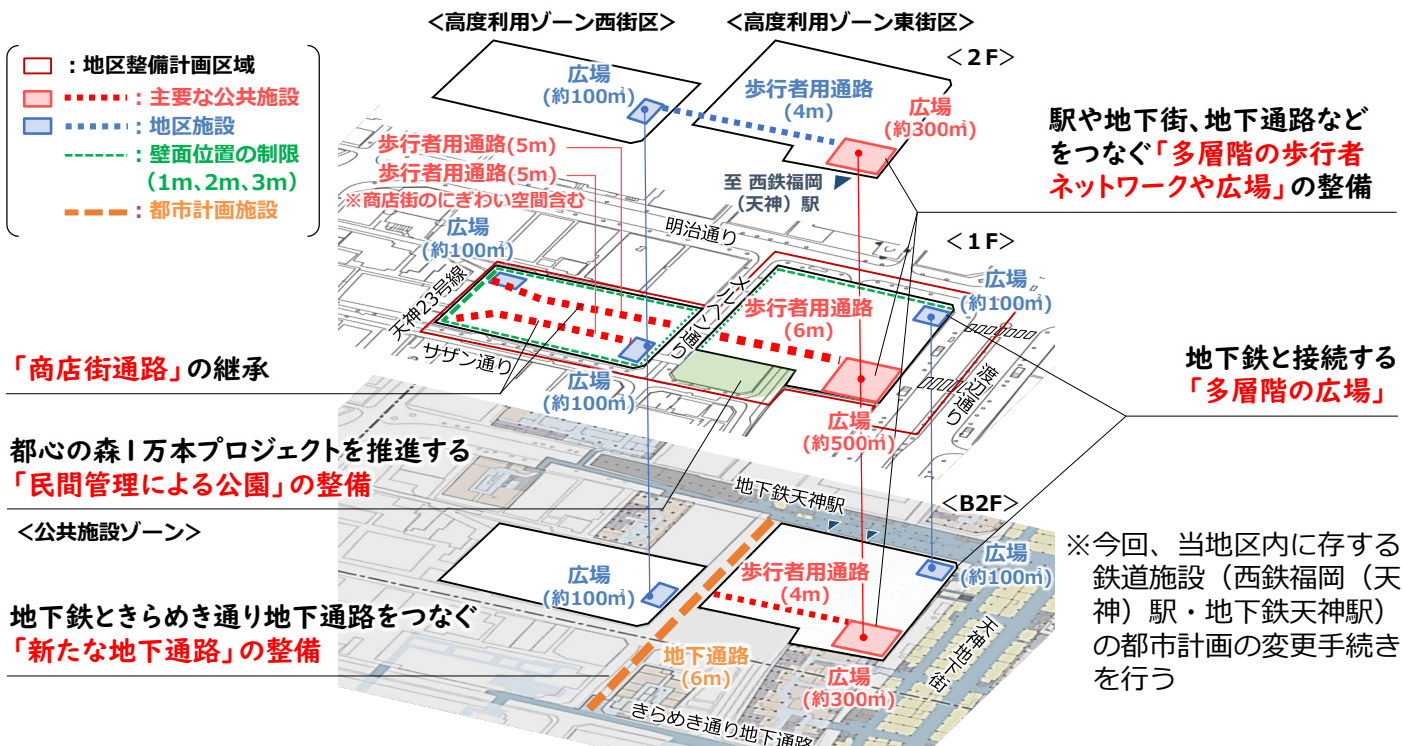 <高度利用ゾーン西街区>
<高度利用ゾーン東街区>
：地区整備計画区域
：主要な公共施設
：地区施設
：壁面位置の制限
（1m、2m、3m）
：都市計画施設
<2F>
広場
(約100㎡)
歩行者用通路
(4m)
広場
(約300㎡)
至 西鉄福岡
（天神）駅
駅や地下街、地下通路など
をつなぐ「多層階の歩行者
ネットワークや広場」の整備
歩行者用通路(5m)
歩行者用通路(5m)
※商店街のにぎわい空間含む
<1F>
明治通り
広場
(約100㎡)
天神23号線
メルヘン通り
歩行者用通路
(6m)
広場
(約100㎡)
サザン通り
渡辺通り
広場
(約100㎡)
広場
(約500㎡)
「商店街通路」の継承
地下鉄と接続する
「多層階の広場」
都心の森1万本プロジェクトを推進する
「民間管理による公園」の整備
<公共施設ゾーン>
<B2F>
地下鉄天神駅
広場
(約100㎡)
歩行者用通路
(4m)
広場
(約100㎡)
地下通路
(6m)
広場
(約300㎡)
天神地下街
きらめき通り地下通路
地下鉄ときらめき通り地下通路をつなぐ
「新たな地下通路」の整備
※今回、当地区内に存する
鉄道施設（西鉄福岡（天
神）駅・地下鉄天神駅）
の都市計画の変更手続き
を行う